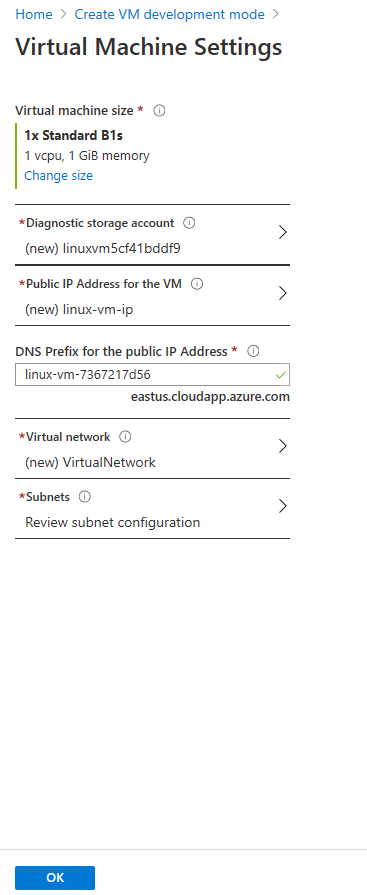 Home > Create VM development mode >
Virtual Machine Settings
Virtual machine size *
1x Standard B1s
1 vcpu, 1 GiB memory
Change size
*Diagnostic storage account
(new) linuxvm5cf41bddf9
*Public IP Address for the VM
(new) linux-vm-ip
DNS Prefix for the public IP Address *
linux-vm-7367217d56
eastus.cloudapp.azure.com
*Virtual network
(new) VirtualNetwork
*Subnets
Review subnet configuration
OK